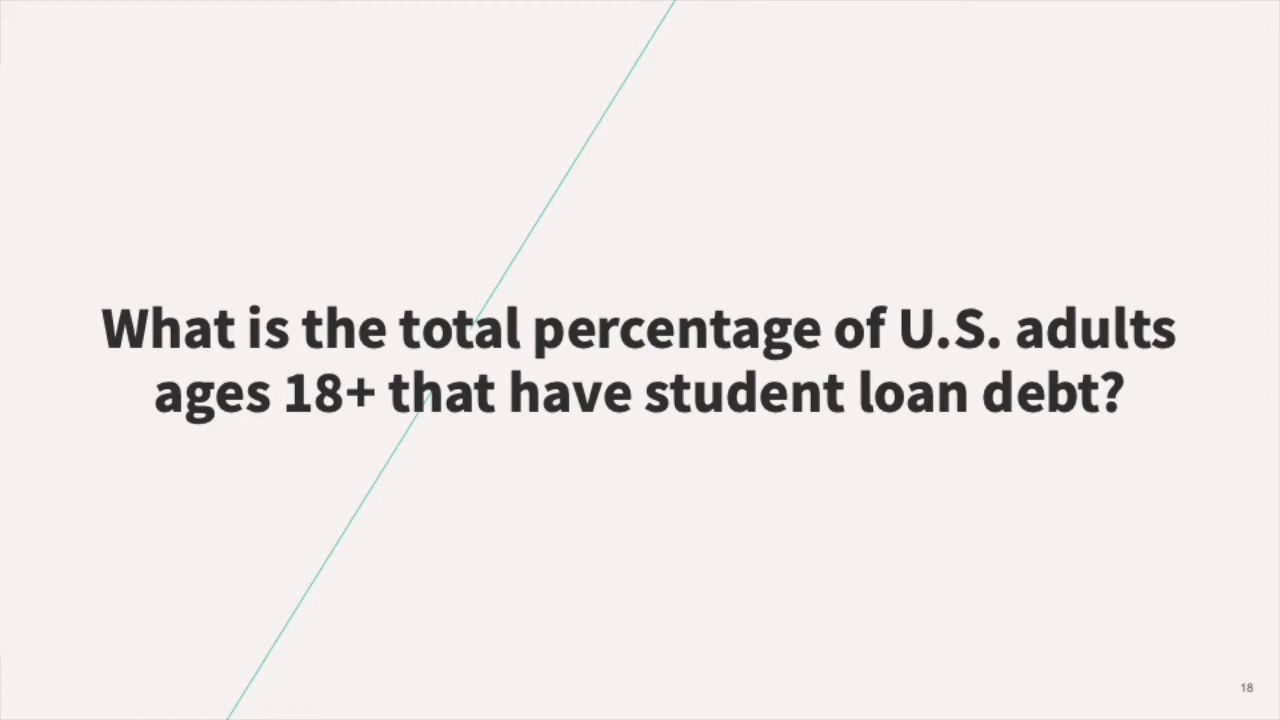 What is the total percentage of U.S. adults
ages 18+ that have student loan debt?
18